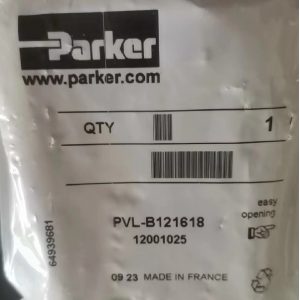 Parker
www.parker.com
QTY 1
easy
opening
PVL-B121618
12001025
64939681
09 23 MADE IN FRANCE